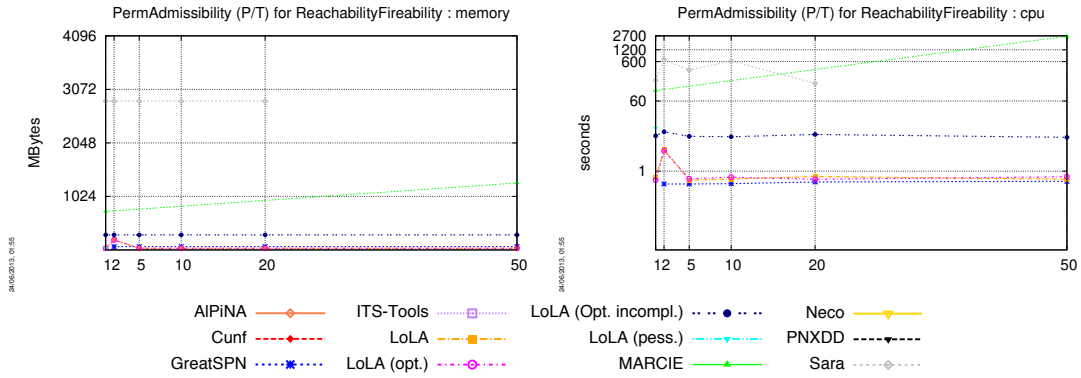 PermAdmissibility (P/T) for ReachabilityFireability : memory
4096
3072
2048
1024
MBytes
1 2 5 10 20 50
24/06/2013, 01:55
PermAdmissibility (P/T) for ReachabilityFireability : cpu
2700
1200
600
60
1
seconds
1 2 5 10 20 50
24/06/2013, 01:55
AlPiNA
Cunf
GreatSPN
ITS-Tools
LoLA
LoLA (opt.)
LoLA (Opt. incompl.)
LoLA (pess.)
MARCIE
Neco
PNXDD
Sara